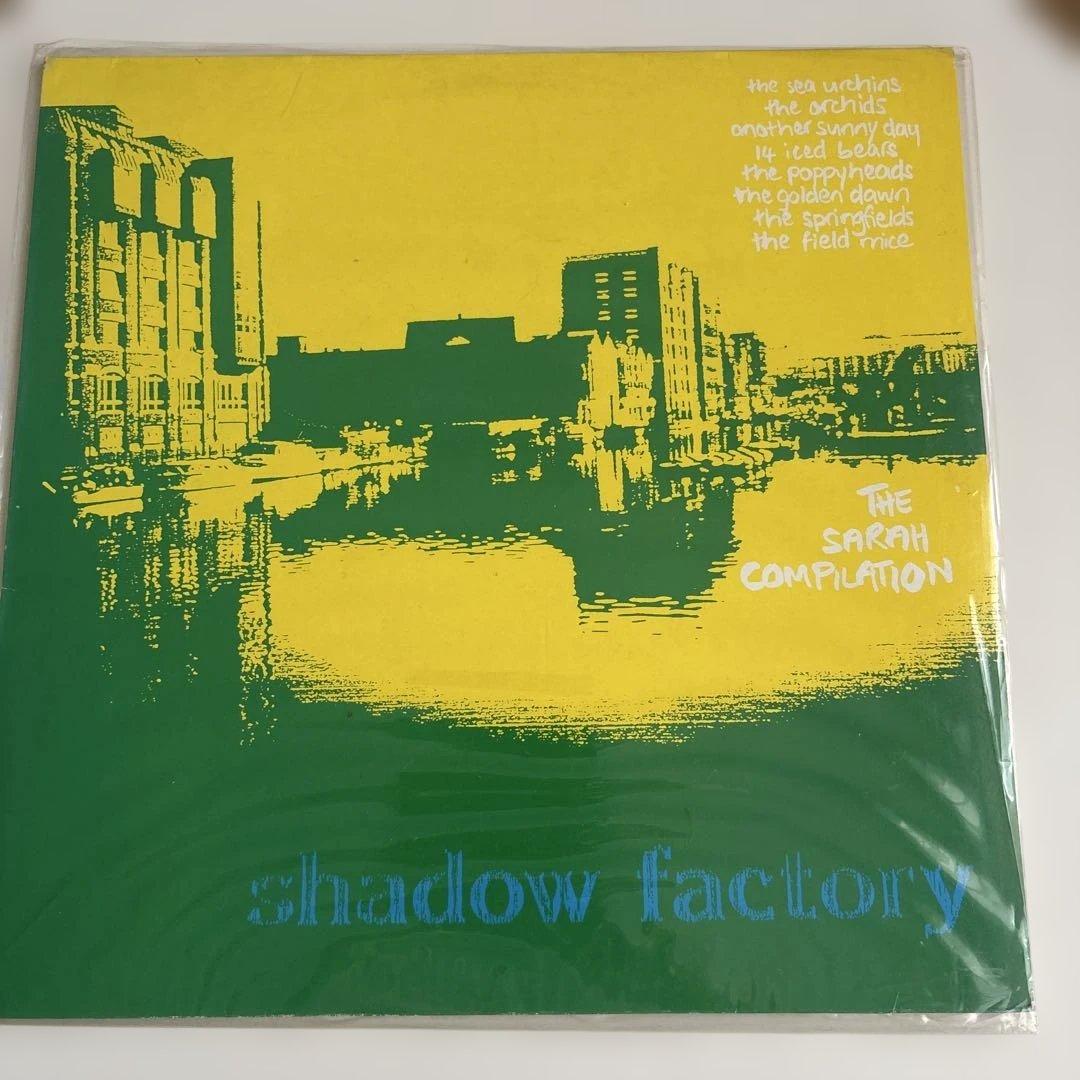 the sea urchins
the orchids
another sunny day
14 iced bears
the poppyheads
the golden dawn
the springfields
the field mice
THE
SARAH
COMPILATION
shadow factory